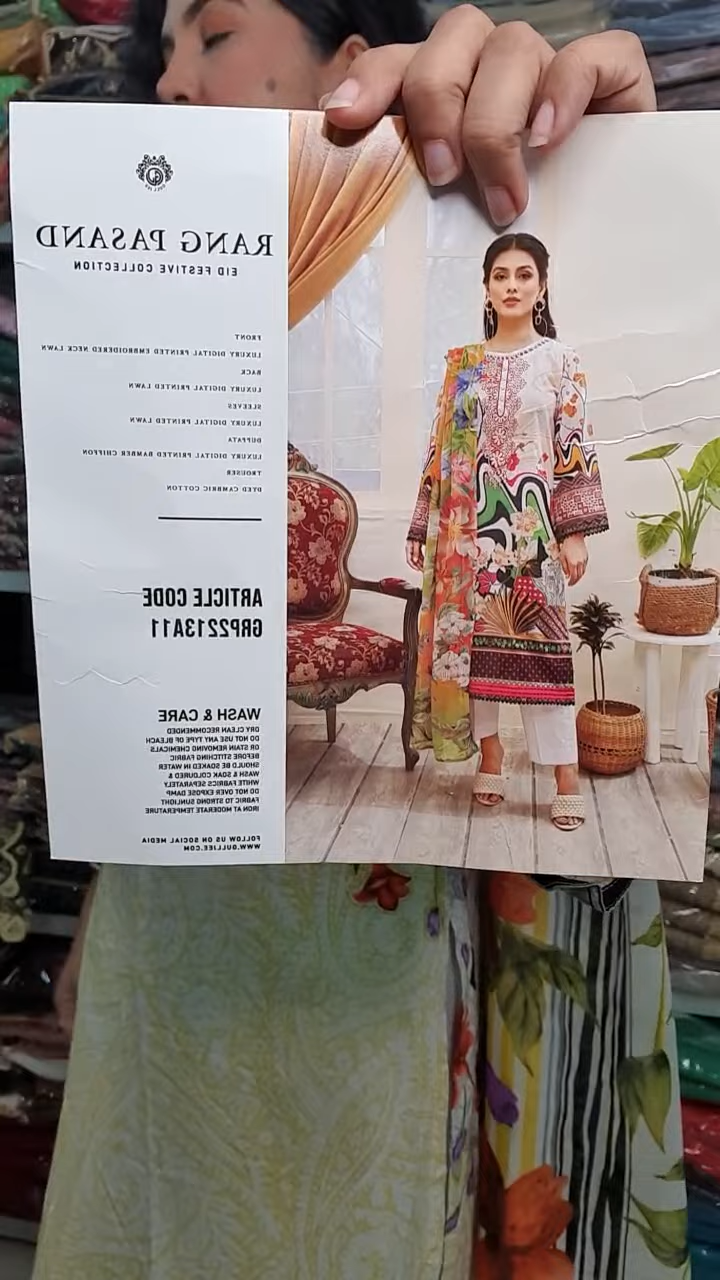 RANG PASAND
EID FESTIVE COLLECTION
FRONT
LUXURY DIGITAL PRINTED EMBROIDERED NECK LAWN
BACK
LUXURY DIGITAL PRINTED LAWN
SLEEVES
LUXURY DIGITAL PRINTED LAWN
DUPPATA
LUXURY DIGITAL PRINTED BAMBER CHIFFON
TROUSER
DYED CAMBRIC COTTON
ARTICLE CODE
GRP2213A11
WASH & CARE
DRY CLEAN RECOMMENDED
DO NOT USE ANY TYPE OF BLEACH
OR STAIN REMOVING CHEMICALS
BEFORE STITCHING FABRIC
SHOULD BE SOAKED IN WATER
WASH & SOAK COLOURED &
WHITE FABRICS SEPARATELY
DO NOT OVER EXPOSE DAMP
FABRIC TO STRONG SUNLIGHT
IRON AT MODERATE TEMPERATURE
FOLLOW US ON SOCIAL MEDIA
WWW.GULLJEE.COM